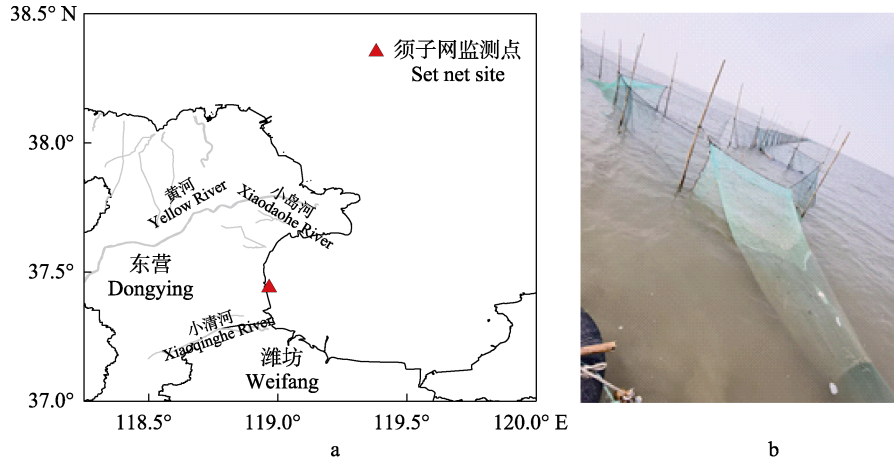 38.5° N
须子网监测点
Set net site
38.0°
黄河
Yellow River
小岛河
Xiaodaohe River
37.5°
东营
Dongying
小清河
Xiaoqinghe River
潍坊
Weifang
37.0°
118.5°
119.0°
119.5°
120.0° E
a
b